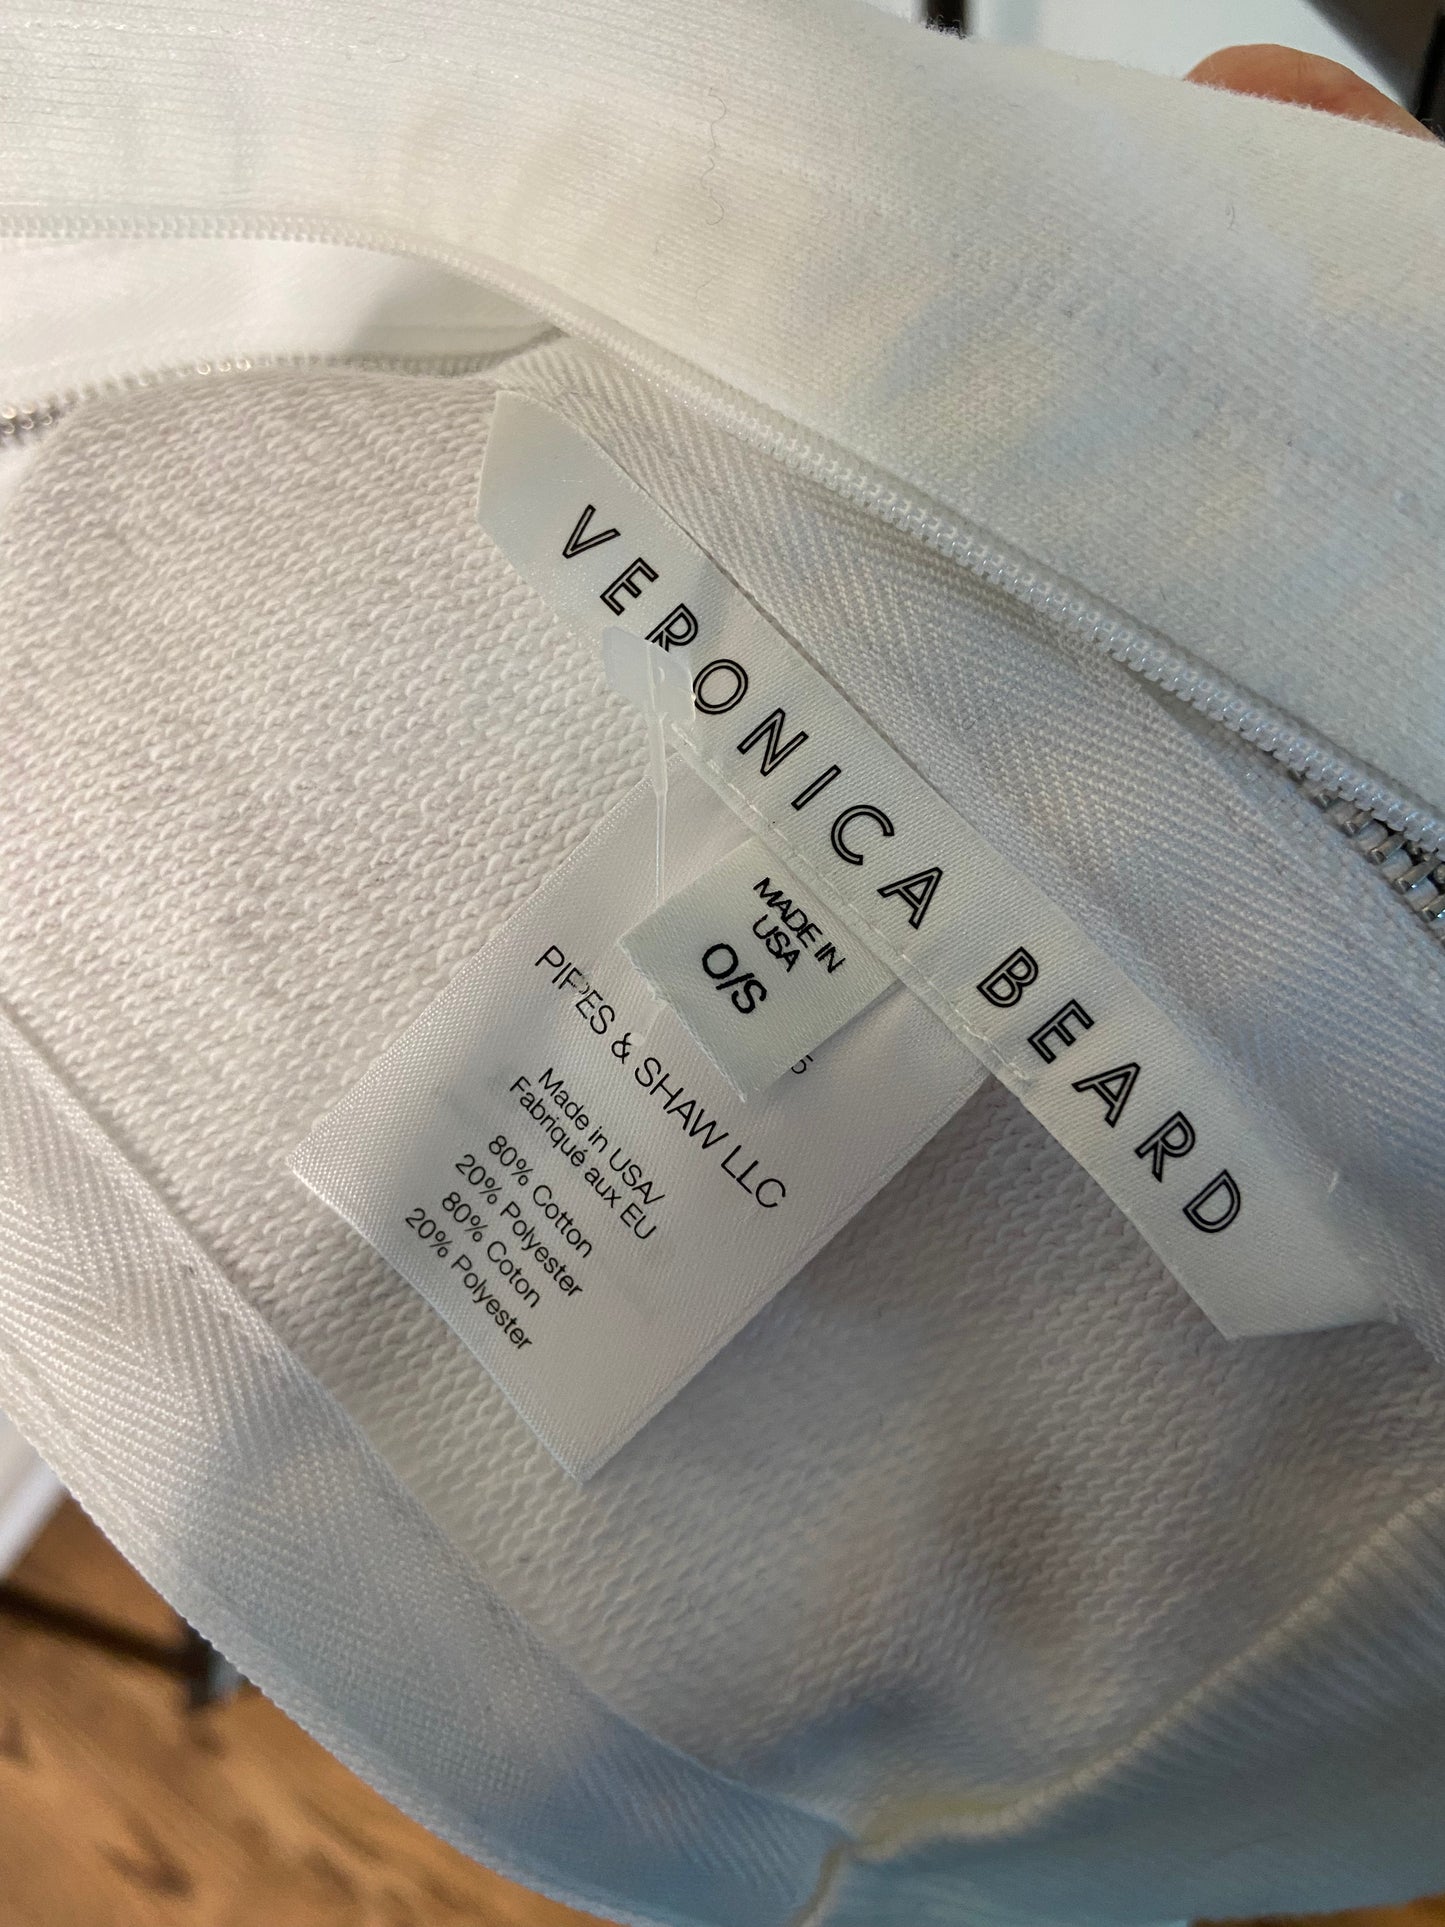 VERONICA BEARD
MADE IN
USA
O/S
5
PIPES & SHAW LLC
Made in USA/
Fabriqué aux EU
80% Cotton
20% Polyester
80% Coton
20% Polyester